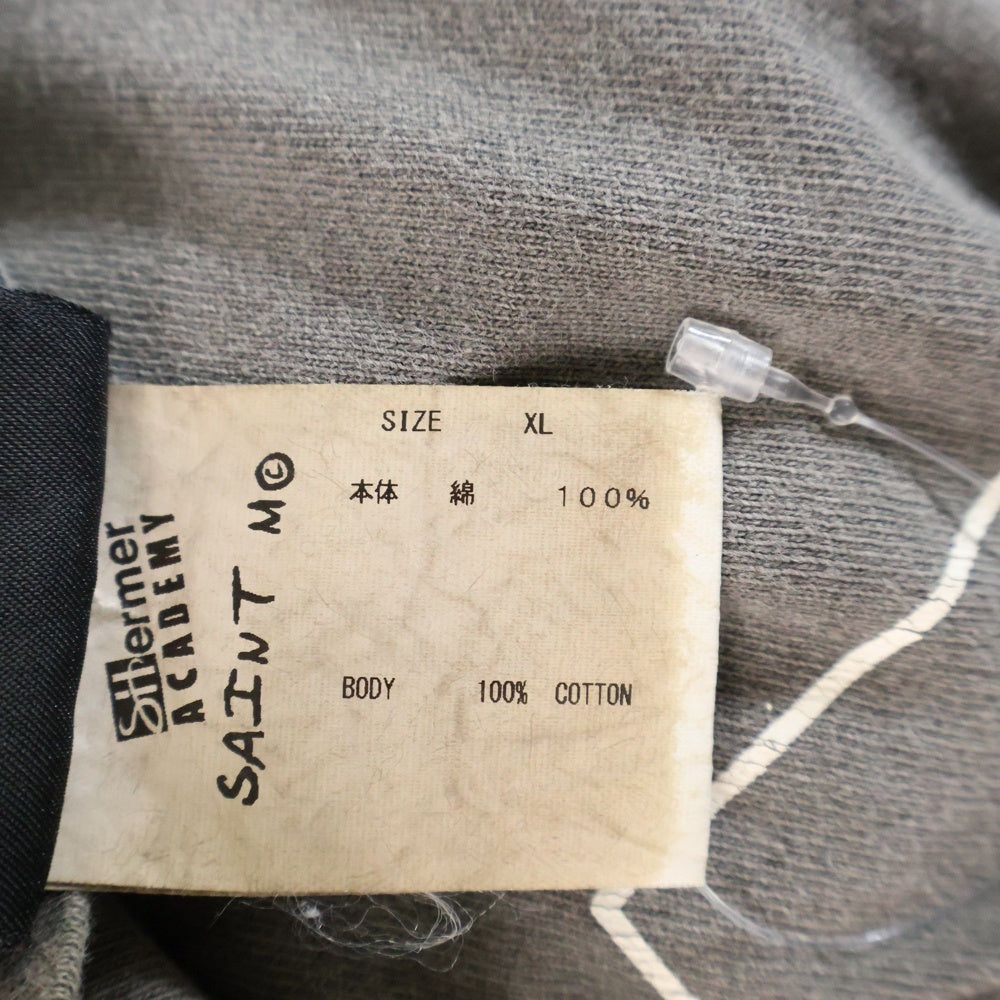 SIZE XL
本体 綿 100%
BODY 100% COTTON
SAINT M©
Shermer
ACADEMY